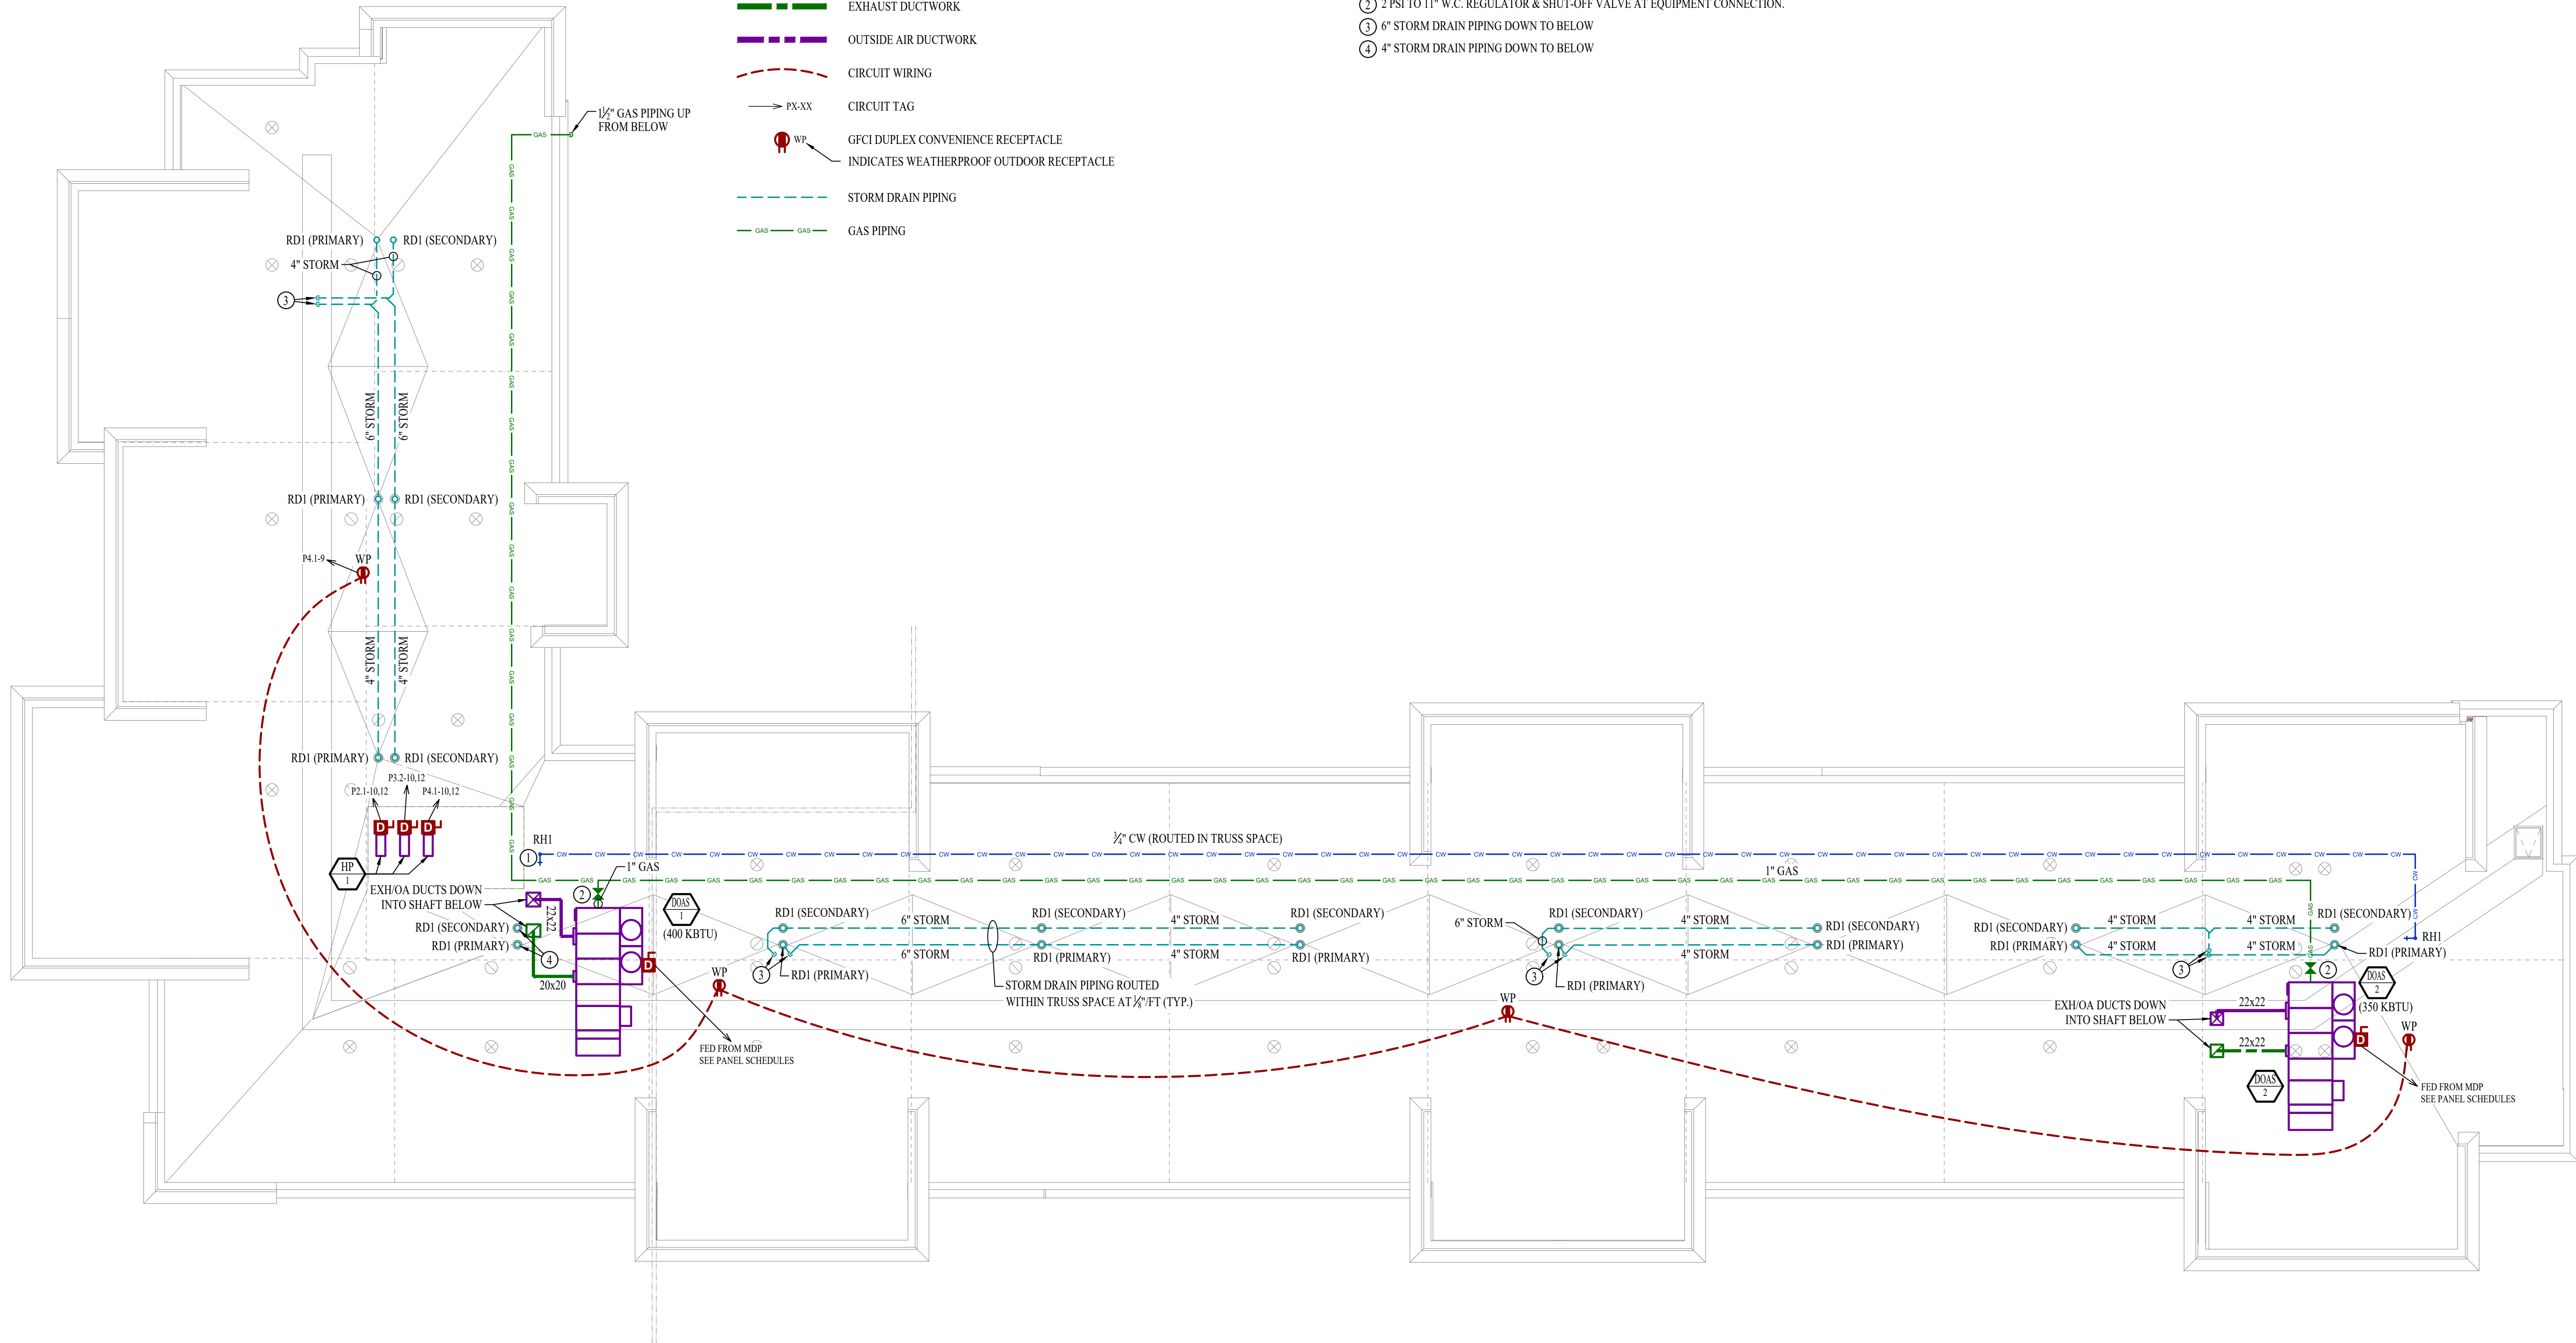 EXHAUST DUCTWORK
OUTSIDE AIR DUCTWORK
CIRCUIT WIRING
PX-XX
CIRCUIT TAG
WP
GFCI DUPLEX CONVENIENCE RECEPTACLE
INDICATES WEATHERPROOF OUTDOOR RECEPTACLE
STORM DRAIN PIPING
GAS GAS
GAS PIPING
2 2 PSI TO 11" W.C. REGULATOR & SHUT-OFF VALVE AT EQUIPMENT CONNECTION.
3 6" STORM DRAIN PIPING DOWN TO BELOW
4 4" STORM DRAIN PIPING DOWN TO BELOW
1½" GAS PIPING UP
FROM BELOW
GAS
RD1 (PRIMARY)
RD1 (SECONDARY)
4" STORM
3
6" STORM
6" STORM
RD1 (PRIMARY)
RD1 (SECONDARY)
P4.1-9
WP
4" STORM
4" STORM
RD1 (PRIMARY)
RD1 (SECONDARY)
P3.2-10,12
P2.1-10,12
P4.1-10,12
D
D
D
HP
1
RH1
1
¾" CW (ROUTED IN TRUSS SPACE)
CW
1" GAS
1" GAS
2
EXH/OA DUCTS DOWN
INTO SHAFT BELOW
22x22
RD1 (SECONDARY)
RD1 (PRIMARY)
4
20x20
DOAS
1
(400 KBTU)
D
FED FROM MDP
SEE PANEL SCHEDULES
WP
RD1 (SECONDARY)
6" STORM
RD1 (SECONDARY)
4" STORM
RD1 (SECONDARY)
3
RD1 (PRIMARY)
6" STORM
RD1 (PRIMARY)
4" STORM
RD1 (PRIMARY)
STORM DRAIN PIPING ROUTED
WITHIN TRUSS SPACE AT ⅛"/FT (TYP.)
6" STORM
RD1 (SECONDARY)
4" STORM
RD1 (SECONDARY)
3
RD1 (PRIMARY)
4" STORM
RD1 (PRIMARY)
WP
RD1 (SECONDARY)
4" STORM
4" STORM
RD1 (SECONDARY)
RD1 (PRIMARY)
4" STORM
4" STORM
RD1 (PRIMARY)
3
RH1
2
DOAS
2
(350 KBTU)
EXH/OA DUCTS DOWN
INTO SHAFT BELOW
22x22
22x22
D
WP
DOAS
2
FED FROM MDP
SEE PANEL SCHEDULES